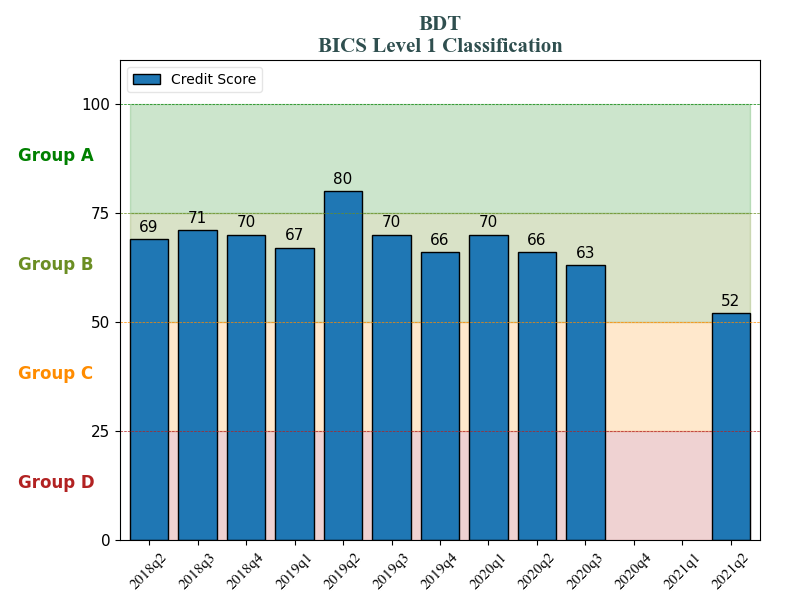 BDT
BICS Level 1 Classification
Credit Score
100
75
50
25
0
Group A
Group B
Group C
Group D
69
71
70
67
80
70
66
70
66
63
52
2018q2
2018q3
2018q4
2019q1
2019q2
2019q3
2019q4
2020q1
2020q2
2020q3
2020q4
2021q1
2021q2